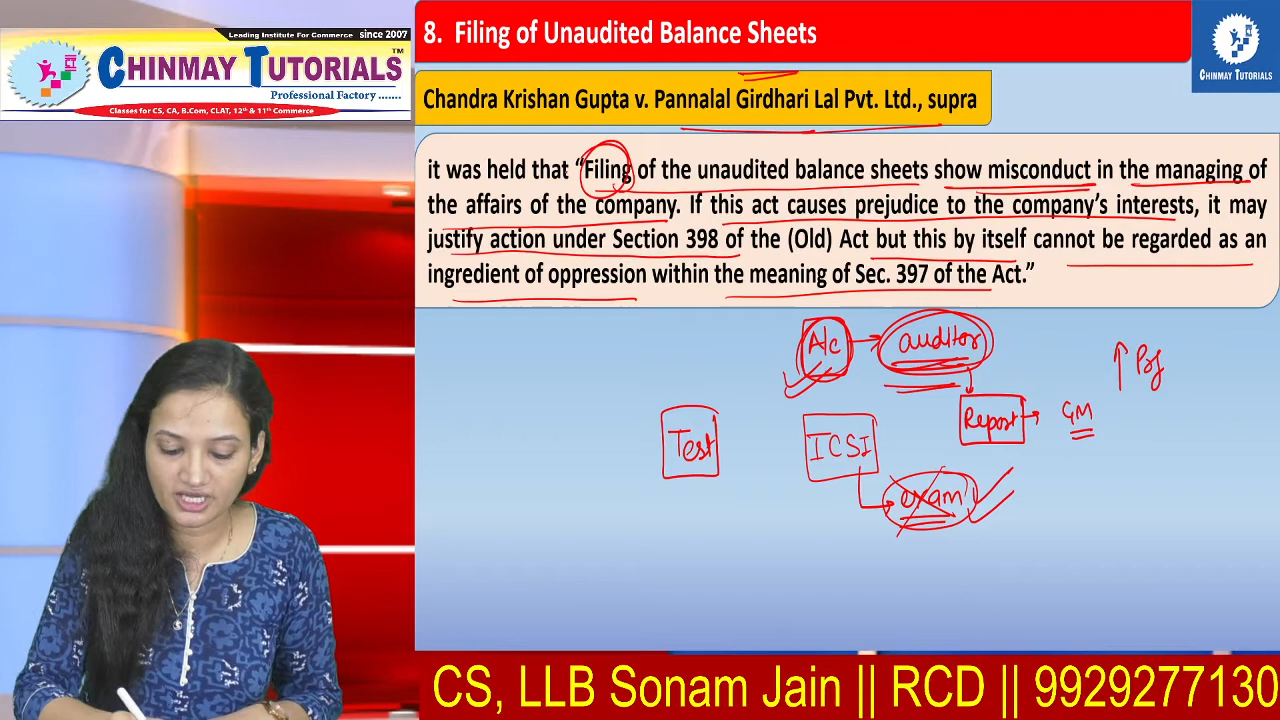 Leading Institute For Commerce since 2007
CHINMAY TUTORIALS™
Professional Factory .......
Classes for CS, CA, B.Com, CLAT, 12th & 11th Commerce
8. Filing of Unaudited Balance Sheets
CHINMAY TUTORIALS
Chandra Krishan Gupta v. Pannalal Girdhari Lal Pvt. Ltd., supra
it was held that “Filing of the unaudited balance sheets show misconduct in the managing of
the affairs of the company. If this act causes prejudice to the company’s interests, it may
justify action under Section 398 of the (Old) Act but this by itself cannot be regarded as an
ingredient of oppression within the meaning of Sec. 397 of the Act.”
A/c auditor
Report GM
Test ICSI
exam
CS, LLB Sonam Jain || RCD || 9929277130